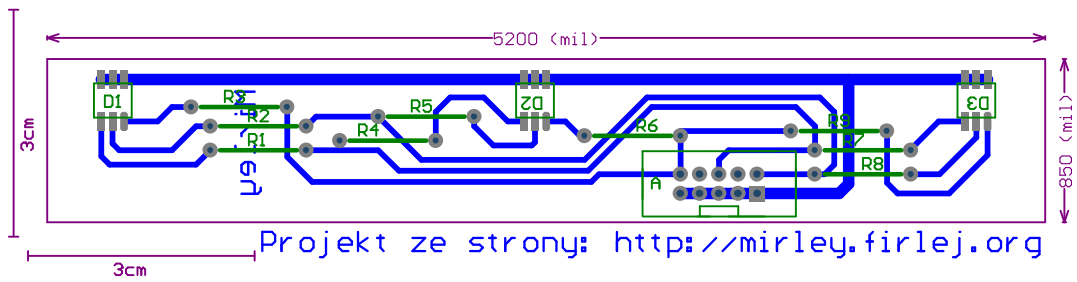 5200 (mil)
D1
D2
D3
R3
R5
R2
R4
R6
R9
R1
R7
R8
A
3cm
850 (mil)
Projekt ze strony: http://mirley.firlej.org
3cm